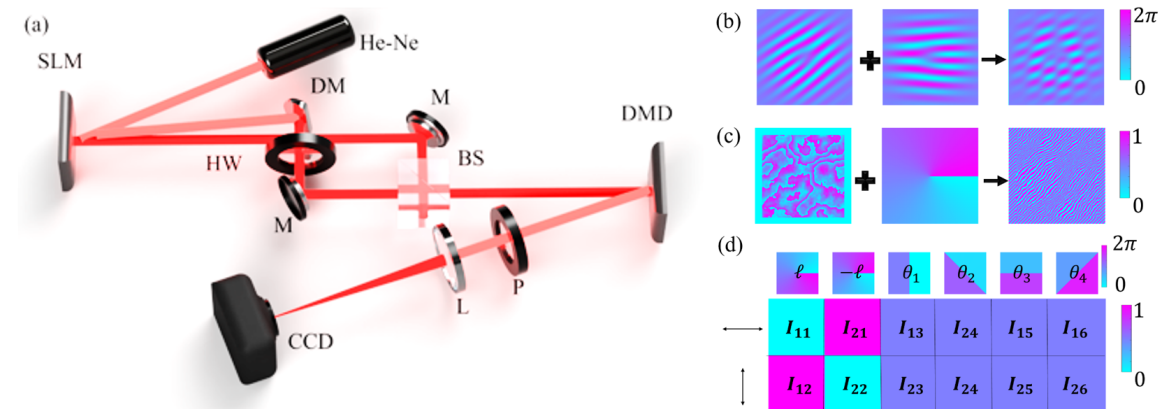 (a)
He-Ne
SLM
DM
M
DMD
HW
BS
M
L
P
CCD
(b)
2π
0
(c)
1
0
(d)
ℓ −ℓ θ₁ θ₂ θ₃ θ₄
2π
0
I₁₁ I₂₁ I₁₃ I₂₄ I₁₅ I₁₆
I₁₂ I₂₂ I₂₃ I₂₄ I₂₅ I₂₆
1
0